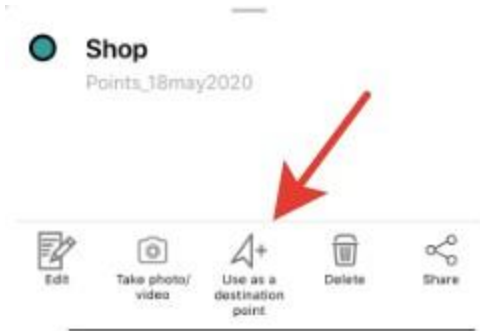 Shop
Points_18may2020
Edit
Take photo/
video
Use as a
destination
point
Delete
Share